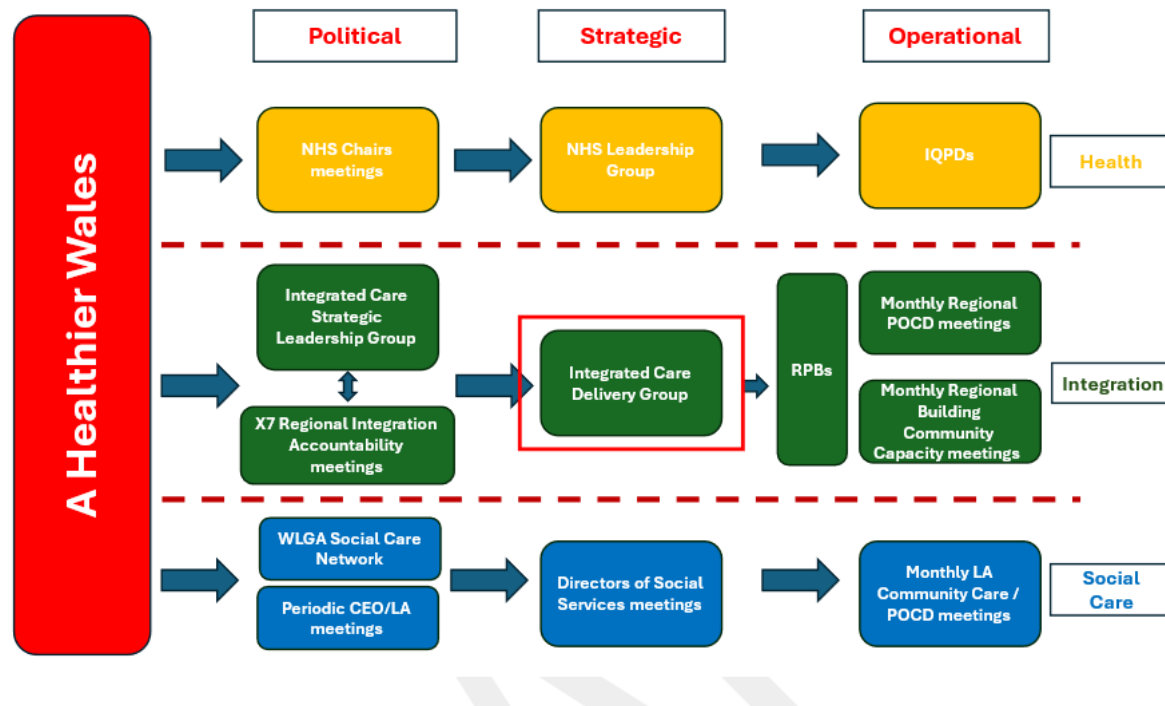 A Healthier Wales
Political
Strategic
Operational
NHS Chairs
meetings
NHS Leadership
Group
IQPDs
Health
Integrated Care
Strategic
Leadership Group
X7 Regional Integration
Accountability
meetings
Integrated Care
Delivery Group
RPBs
Monthly Regional
POCD meetings
Monthly Regional
Building
Community
Capacity meetings
Integration
WLGA Social Care
Network
Periodic CEO/LA
meetings
Directors of Social
Services meetings
Monthly LA
Community Care /
POCD meetings
Social
Care